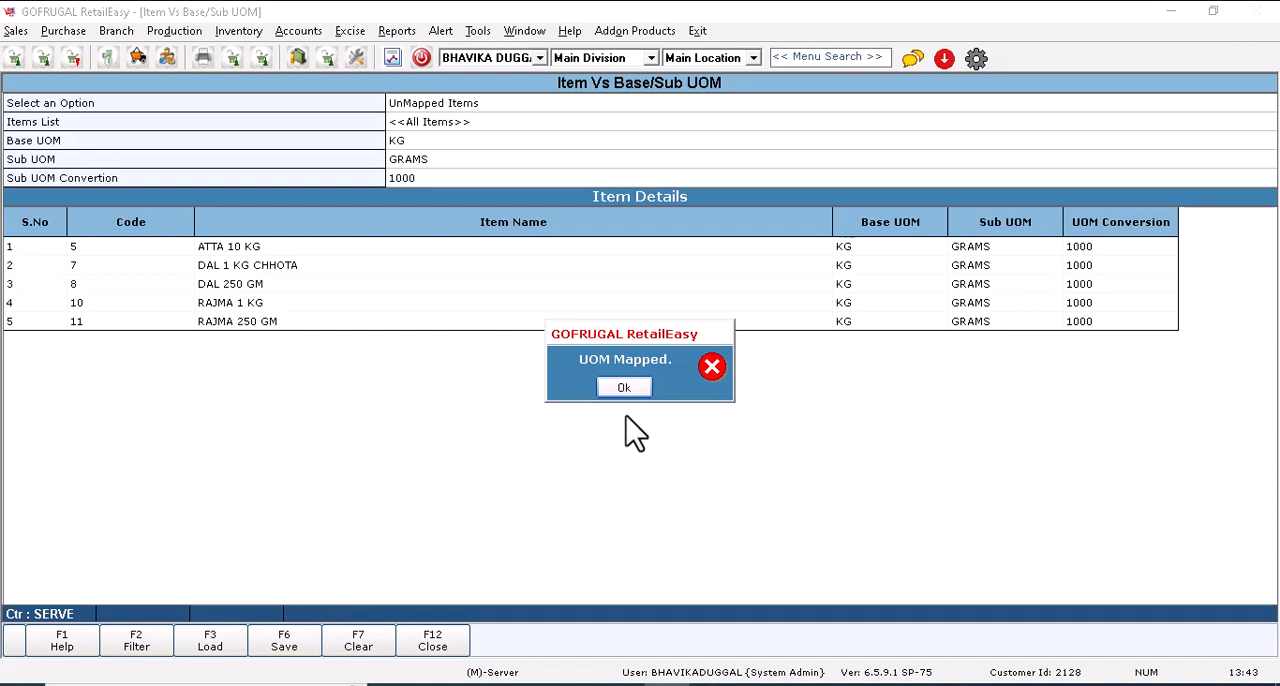 GOFRUGAL RetailEasy - [Item Vs Base/Sub UOM]
Sales Purchase Branch Production Inventory Accounts Excise Reports Alert Tools Window Help Addon Products Exit
BHAVIKA DUGGA Main Division Main Location << Menu Search >>
Item Vs Base/Sub UOM
Select an Option UnMapped Items
Items List <<All Items>>
Base UOM KG
Sub UOM GRAMS
Sub UOM Convertion 1000
Item Details
S.No Code Item Name Base UOM Sub UOM UOM Conversion
1 5 ATTA 10 KG KG GRAMS 1000
2 7 DAL 1 KG CHHOTA KG GRAMS 1000
3 8 DAL 250 GM KG GRAMS 1000
4 10 RAJMA 1 KG KG GRAMS 1000
5 11 RAJMA 250 GM KG GRAMS 1000
GOFRUGAL RetailEasy
UOM Mapped.
Ok
Ctr : SERVE
F1 F2 F3 F6 F7 F12
Help Filter Load Save Clear Close
(M)-Server User: BHAVIKADUGGAL {System Admin} Ver: 6.5.9.1 SP-75 Customer Id: 2128 NUM 13:43